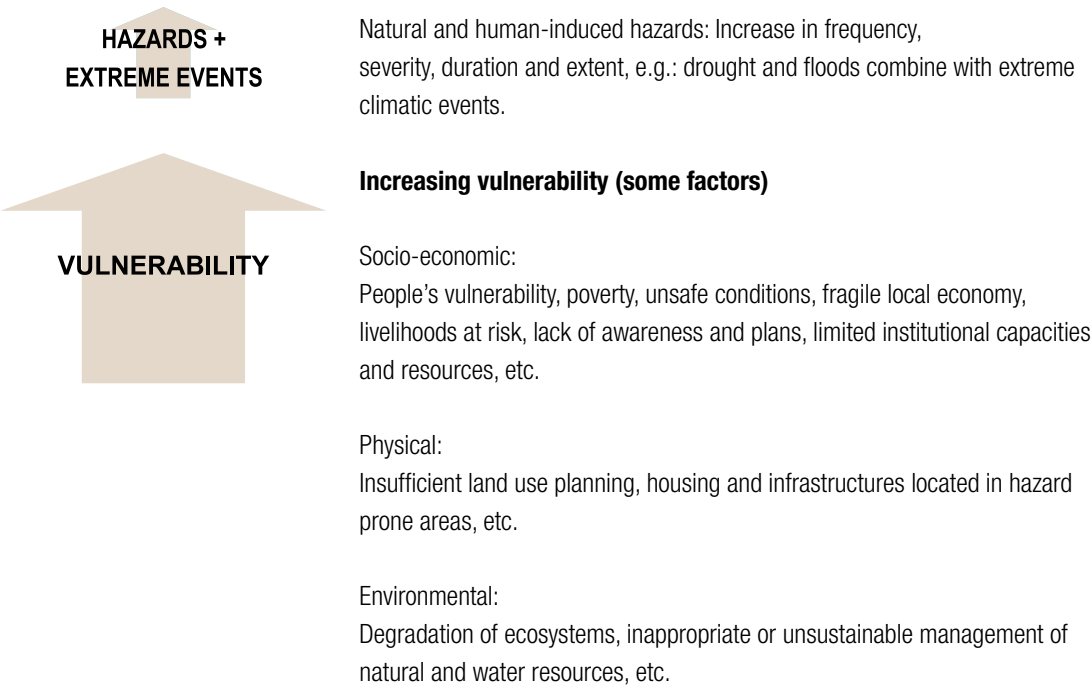 HAZARDS +
EXTREME EVENTS
Natural and human-induced hazards: Increase in frequency,
severity, duration and extent, e.g.: drought and floods combine with extreme
climatic events.
Increasing vulnerability (some factors)
VULNERABILITY
Socio-economic:
People’s vulnerability, poverty, unsafe conditions, fragile local economy,
livelihoods at risk, lack of awareness and plans, limited institutional capacities
and resources, etc.
Physical:
Insufficient land use planning, housing and infrastructures located in hazard
prone areas, etc.
Environmental:
Degradation of ecosystems, inappropriate or unsustainable management of
natural and water resources, etc.